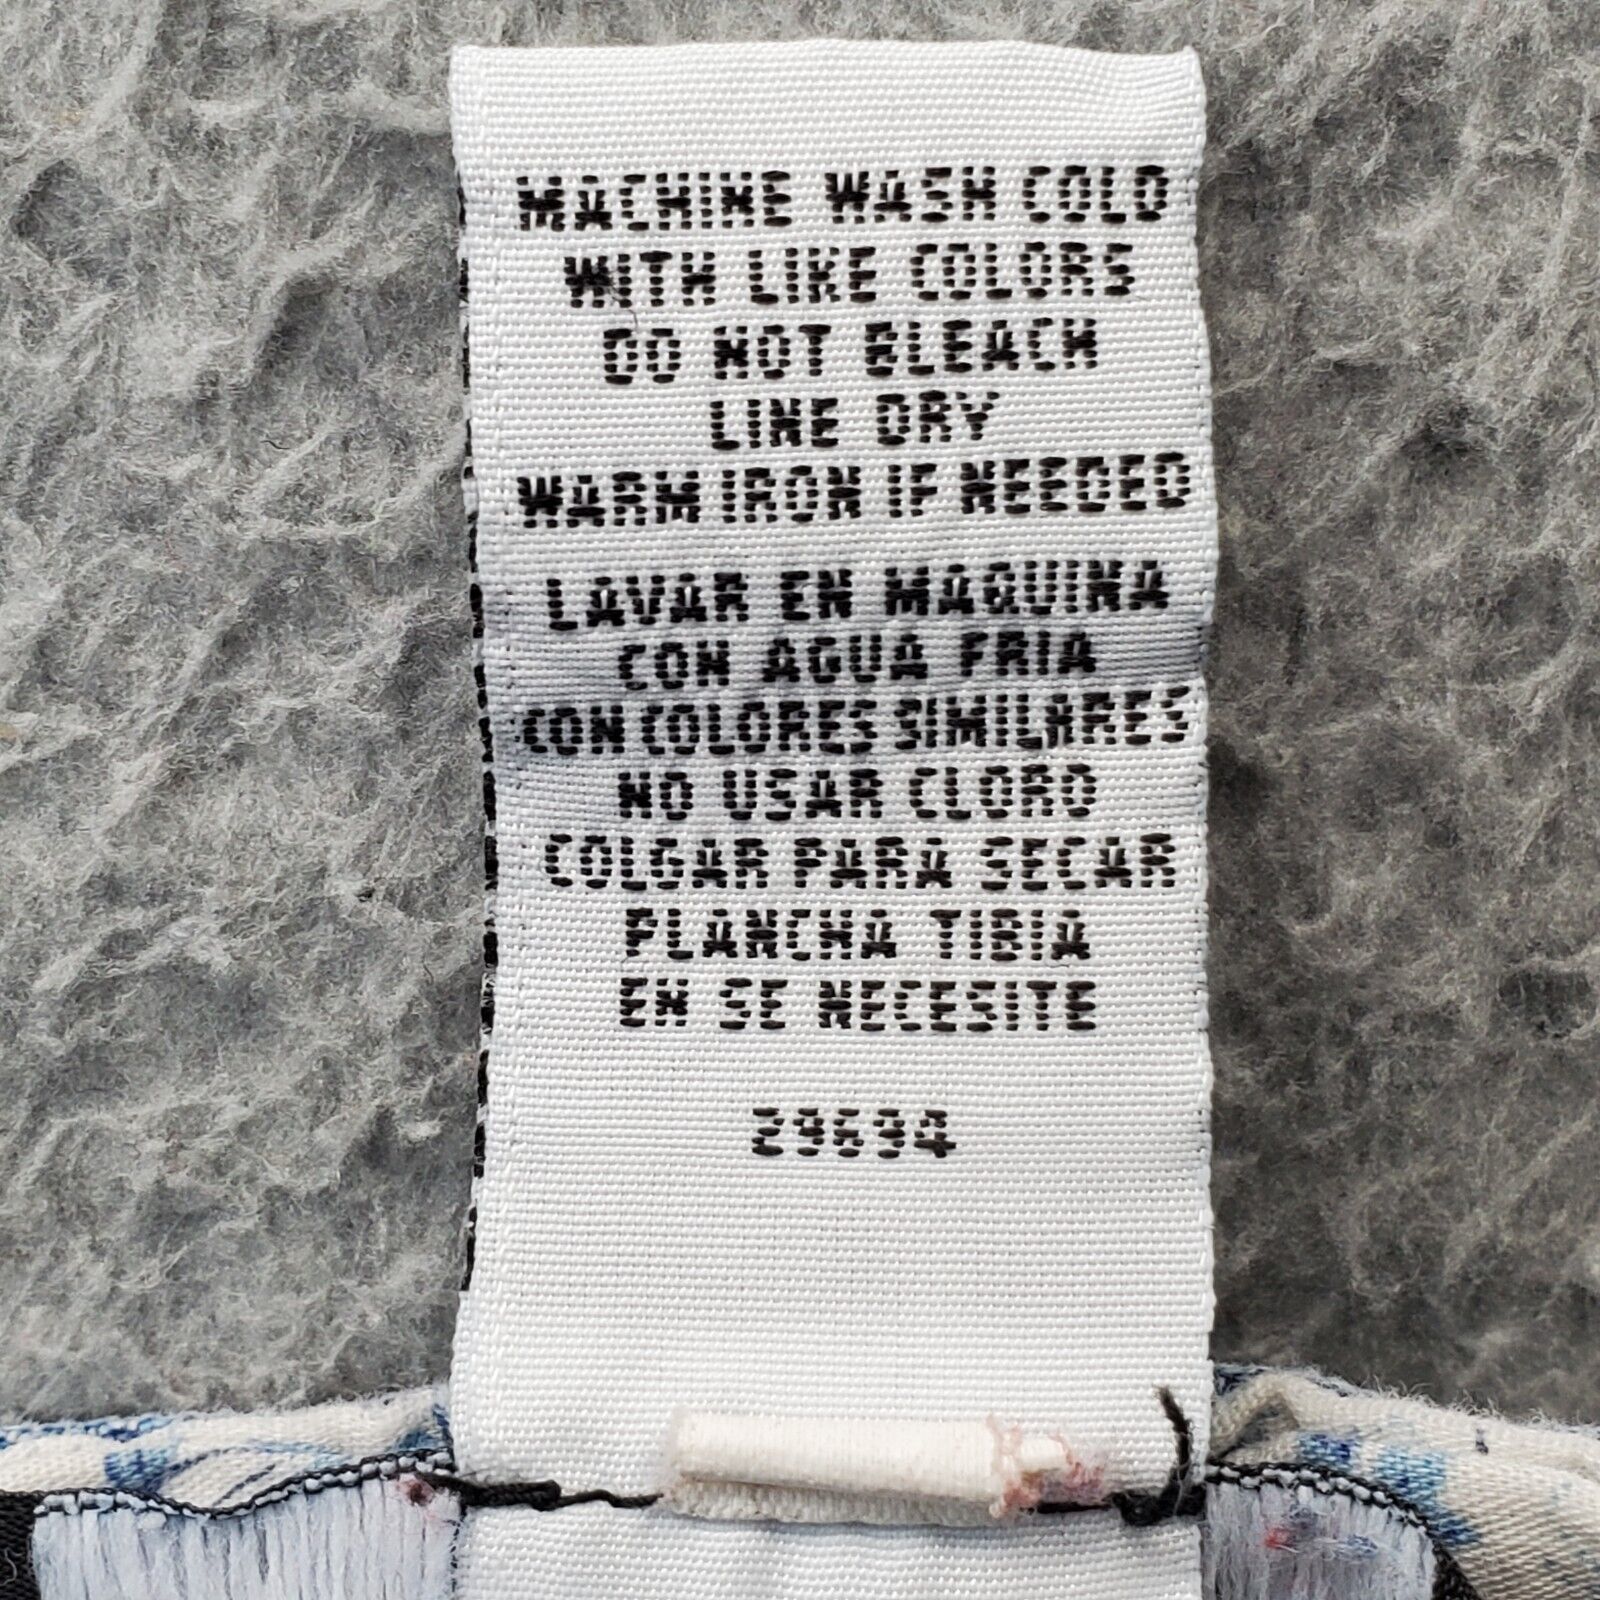 MACHINE WASH COLD
WITH LIKE COLORS
DO NOT BLEACH
LINE DRY
WARM IRON IF NEEDED
LAVAR EN MAQUINA
CON AGUA FRIA
CON COLORES SIMILARES
NO USAR CLORO
COLGAR PARA SECAR
PLANCHA TIBIA
EN SE NECESITE
29694